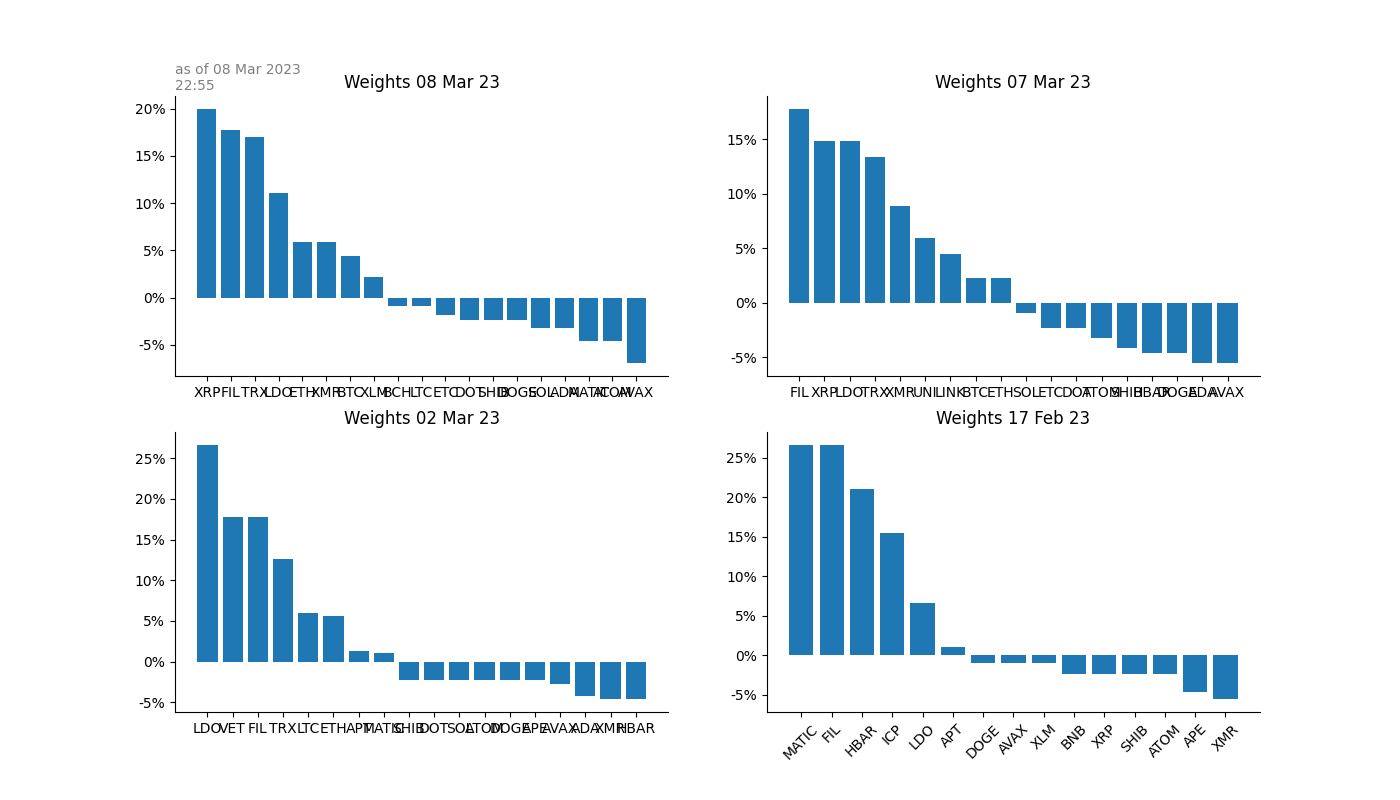 as of 08 Mar 2023
22:55
Weights 08 Mar 23
20%
15%
10%
5%
0%
-5%
XRP FIL TRX LDO ETH XMR BTC XLM BCH LTC ETC DOT SHIB DOGE SOL ADA MATIC ATOM AVAX
Weights 07 Mar 23
15%
10%
5%
0%
-5%
FIL XRP LDO TRX XMR UNI LINK BTC ETH SOL ETC DOT ATOM SHIB HBAR DOGE ADA AVAX
Weights 02 Mar 23
25%
20%
15%
10%
5%
0%
-5%
LDO VET FIL TRX LTC ETH APT MATIC SHIB DOT SOL ATOM DOGE APE AVAX ADA XMR HBAR
Weights 17 Feb 23
25%
20%
15%
10%
5%
0%
-5%
MATIC FIL HBAR ICP LDO APT DOGE AVAX XLM BNB XRP SHIB ATOM APE XMR